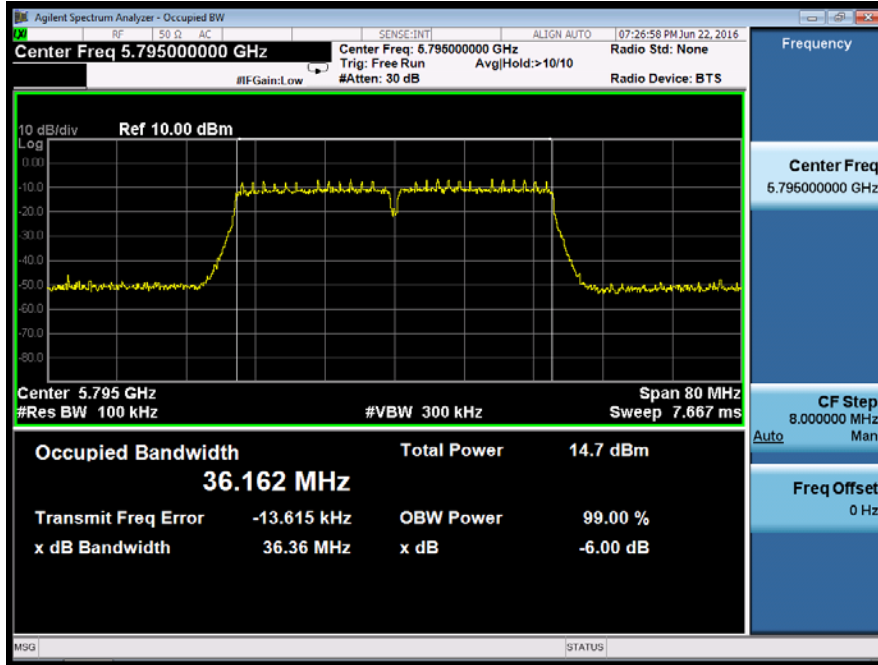 Agilent Spectrum Analyzer - Occupied BW
RF 50 Ω AC SENSE:INT ALIGN AUTO 07:26:58 PM Jun 22, 2016
Center Freq 5.795000000 GHz
Center Freq: 5.795000000 GHz
Radio Std: None
Trig: Free Run Avg|Hold:>10/10
#IFGain:Low #Atten: 30 dB
Radio Device: BTS
Frequency
10 dB/div Ref 10.00 dBm
Log
0.00
-10.0
-20.0
-30.0
-40.0
-50.0
-60.0
-70.0
-80.0
Center 5.795 GHz Span 80 MHz
#Res BW 100 kHz #VBW 300 kHz Sweep 7.667 ms
Center Freq
5.795000000 GHz
CF Step
8.000000 MHz
Auto Man
Freq Offset
0 Hz
Occupied Bandwidth Total Power 14.7 dBm
36.162 MHz
Transmit Freq Error -13.615 kHz OBW Power 99.00 %
x dB Bandwidth 36.36 MHz x dB -6.00 dB
MSG STATUS